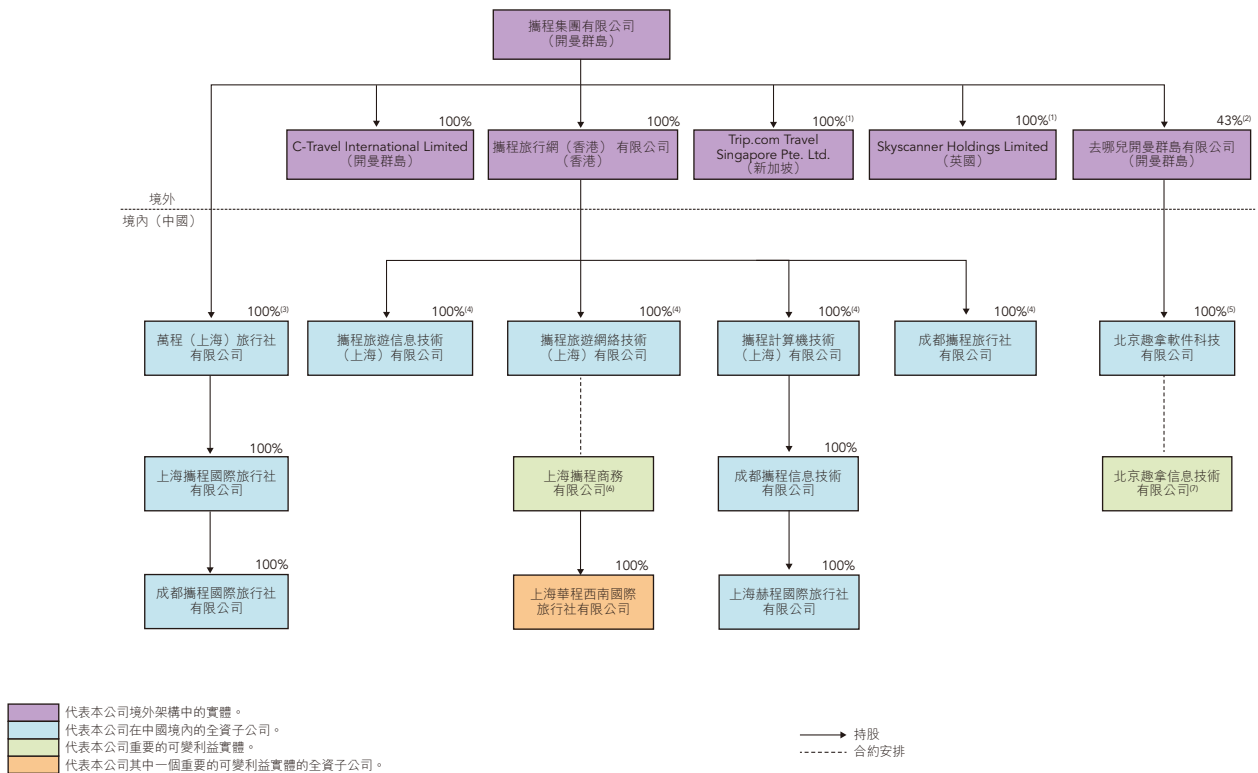 攜程集團有限公司
（開曼群島）
100%
100%
100%(1)
100%(1)
43%(2)
C-Travel International Limited
（開曼群島）
攜程旅行網（香港） 有限公司
（香港）
Trip.com Travel
Singapore Pte. Ltd.
（新加坡）
Skyscanner Holdings Limited
（英國）
去哪兒開曼群島有限公司
（開曼群島）
境外
境內（中國）
100%(3)
100%(4)
100%(4)
100%(4)
100%(4)
100%(5)
萬程（上海）旅行社
有限公司
攜程旅遊信息技術
（上海）有限公司
攜程旅遊網絡技術
（上海）有限公司
攜程計算機技術
（上海）有限公司
成都攜程旅行社
有限公司
北京趣拿軟件科技
有限公司
100%
100%
上海攜程國際旅行社
有限公司
上海攜程商務
有限公司(6)
成都攜程信息技術
有限公司
北京趣拿信息技術
有限公司(7)
100%
100%
100%
成都攜程國際旅行社
有限公司
上海華程西南國際
旅行社有限公司
上海赫程國際旅行社
有限公司
代表本公司境外架構中的實體。
代表本公司在中國境內的全資子公司。
代表本公司重要的可變利益實體。
代表本公司其中一個重要的可變利益實體的全資子公司。
持股
合約安排